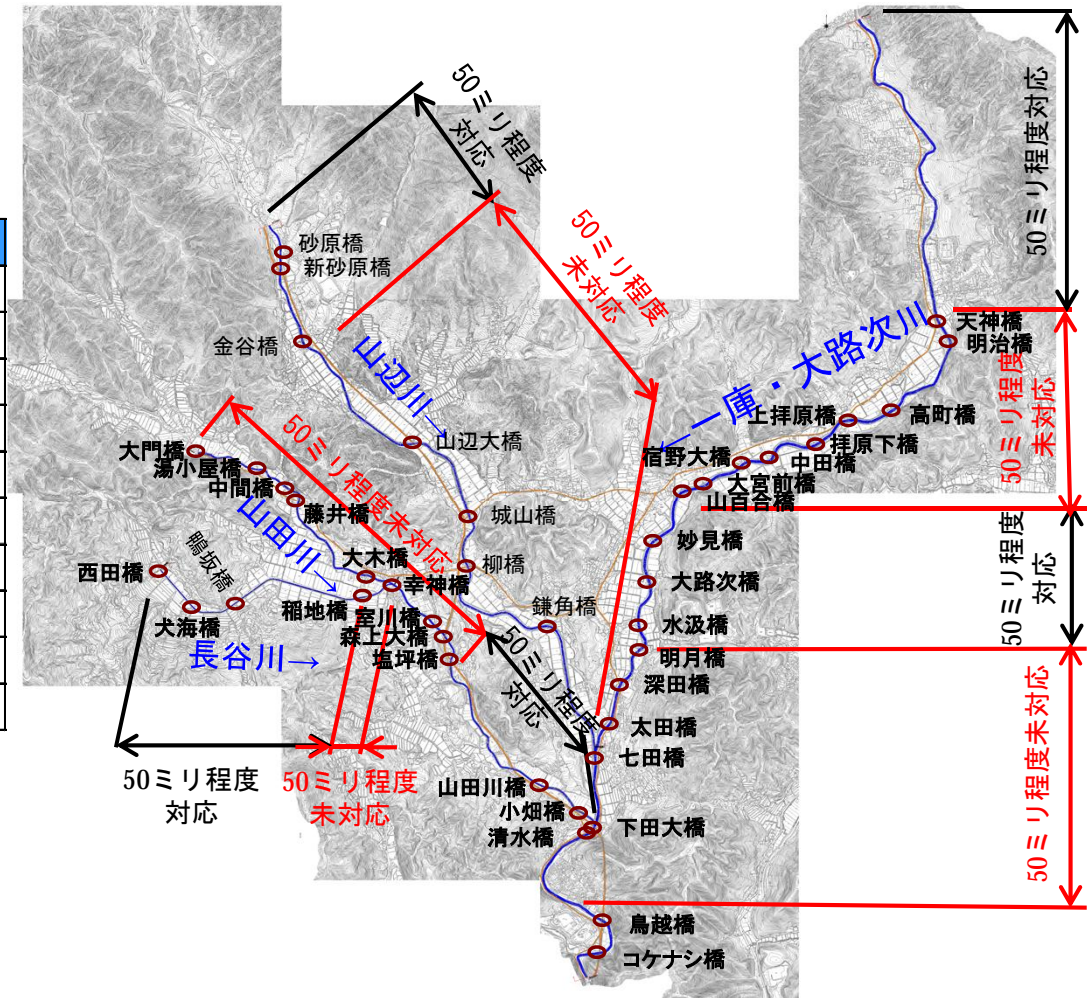 50ミリ程度
対応
50ミリ程度対応
50ミリ程度
未対応
砂原橋
新砂原橋
金谷橋
山辺川→
山辺大橋
←一庫・大路次川
天神橋
明治橋
50ミリ程度
未対応
高町橋
上拝原橋
拝原下橋
中田橋
宿野大橋
大宮前橋
山百合橋
大門橋
湯小屋橋
中間橋
藤井橋
50ミリ程度未対応
山田川→
城山橋
柳橋
鎌角橋
妙見橋
大路次橋
水汲橋
明月橋
深田橋
太田橋
七田橋
50ミリ程度
対応
鴨坂橋
西田橋
犬海橋
大木橋
幸神橋
稲地橋
室川橋
森上大橋
塩坪橋
長谷川→
50ミリ程度
対応
50ミリ程度
対応
50ミリ程度
未対応
50ミリ程度未対応
山田川橋
小畑橋
清水橋
下田大橋
鳥越橋
コケナシ橋